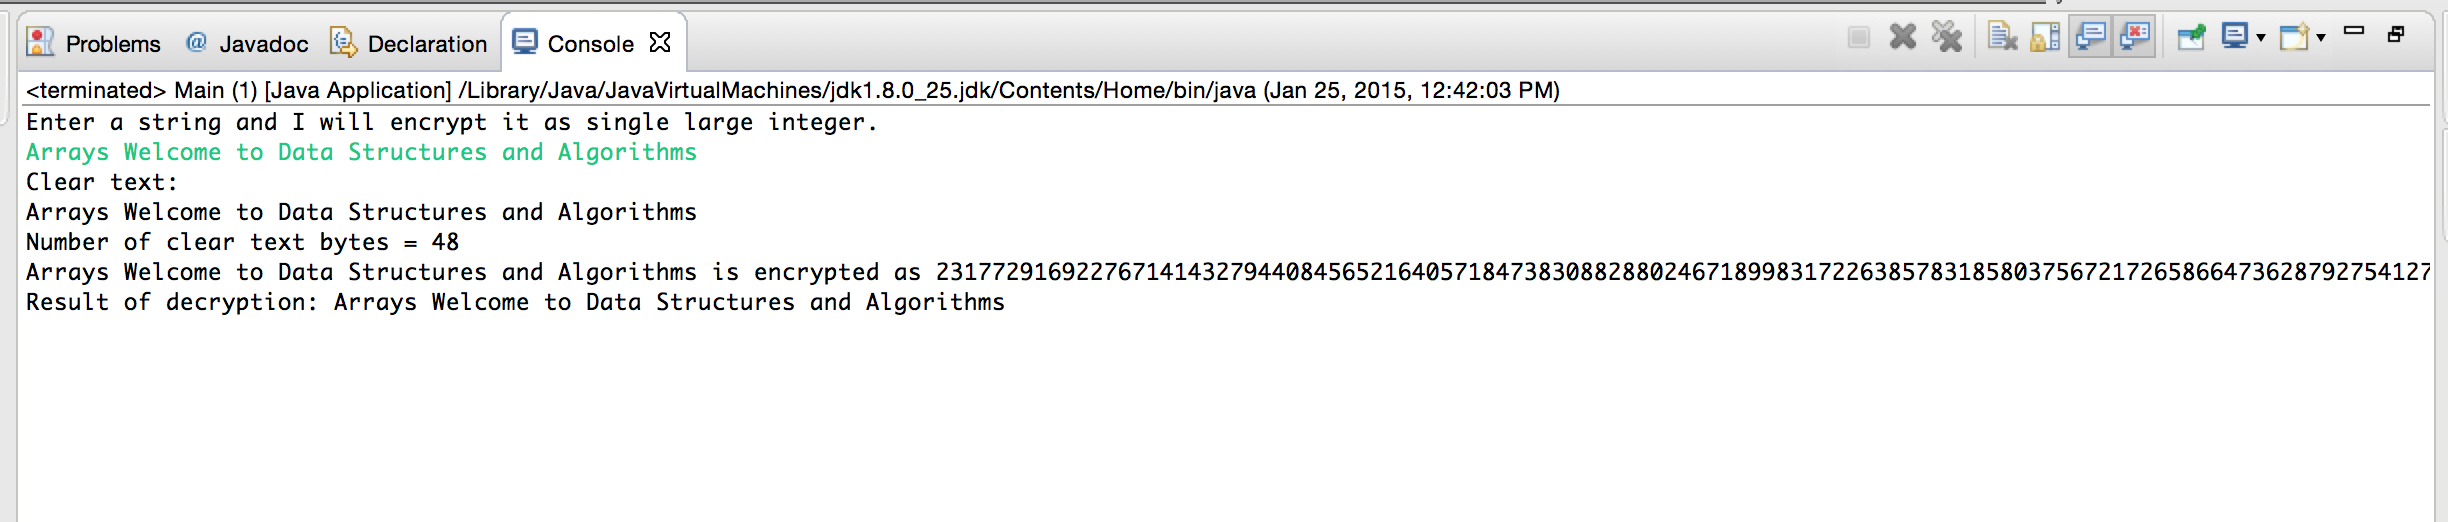 Problems @ Javadoc Declaration Console
<terminated> Main (1) [Java Application] /Library/Java/JavaVirtualMachines/jdk1.8.0_25.jdk/Contents/Home/bin/java (Jan 25, 2015, 12:42:03 PM)
Enter a string and I will encrypt it as single large integer.
Arrays Welcome to Data Structures and Algorithms
Clear text:
Arrays Welcome to Data Structures and Algorithms
Number of clear text bytes = 48
Arrays Welcome to Data Structures and Algorithms is encrypted as 23177291692276714143279440845652164057184738308828802467189983172263857831858037567217265866473628792754127
Result of decryption: Arrays Welcome to Data Structures and Algorithms